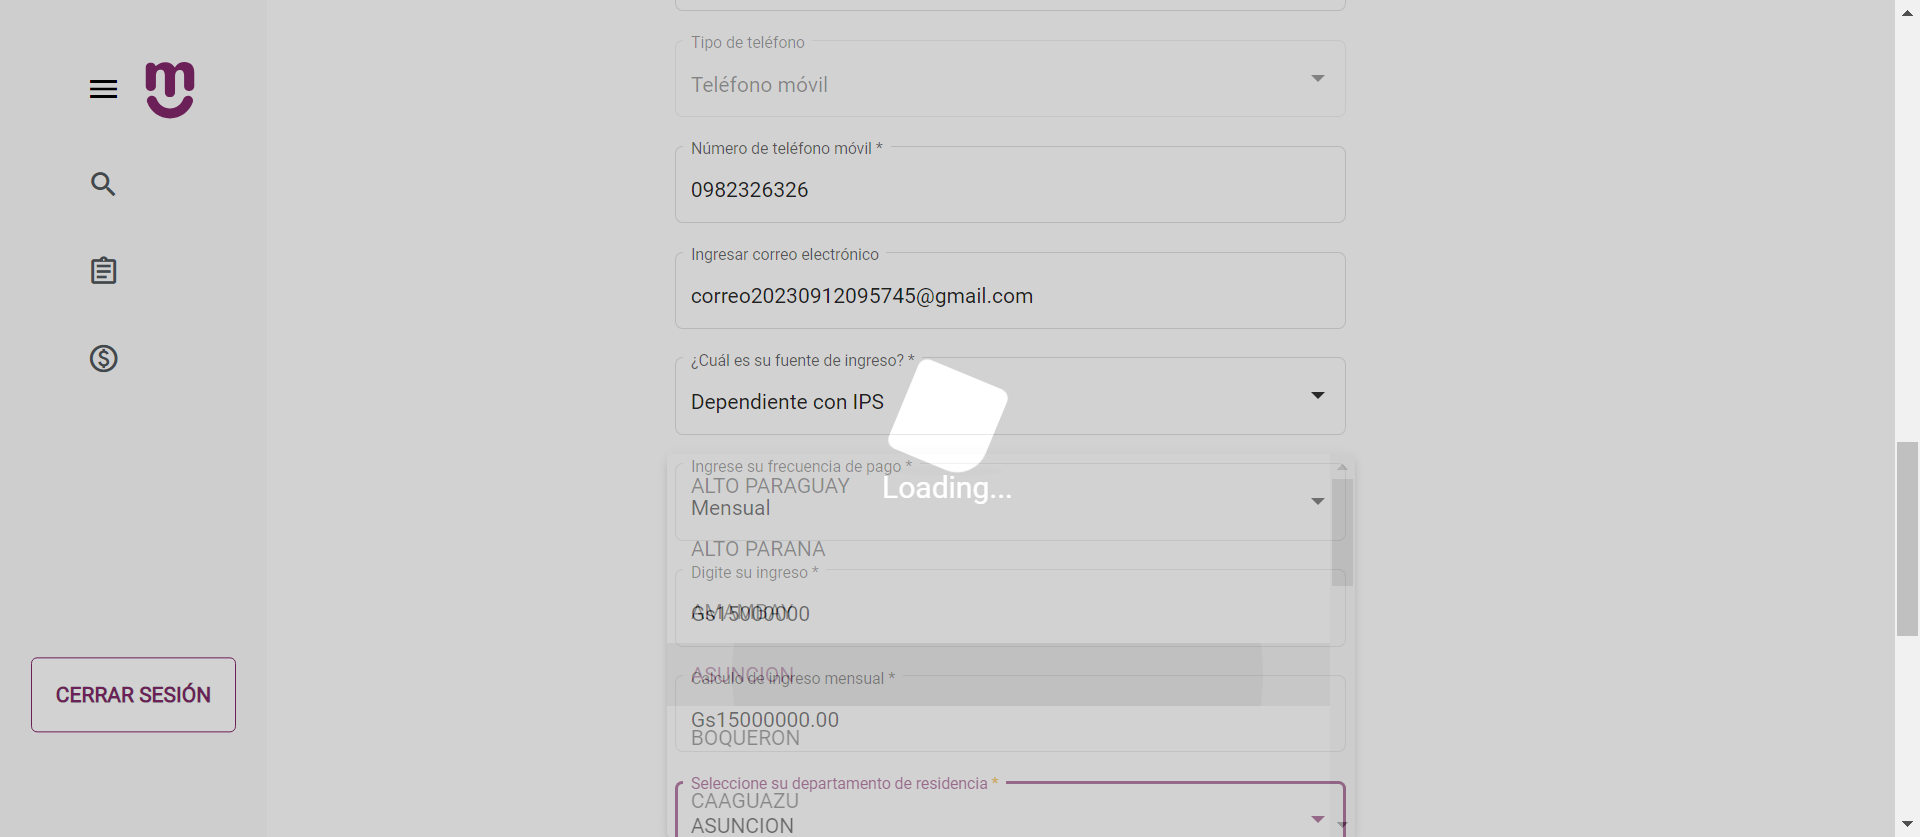 Tipo de teléfono
Teléfono móvil
Número de teléfono móvil *
0982326326
Ingresar correo electrónico
correo20230912095745@gmail.com
¿Cuál es su fuente de ingreso? *
Dependiente con IPS
Ingrese su frecuencia de pago *
ALTO PARAGUAY
Loading...
Mensual
ALTO PARANA
Digite su ingreso *
AMAMBAY
Gs15000000
ASUNCION
Cálculo de ingreso mensual *
Gs15000000.00
BOQUERON
Seleccione su departamento de residencia *
CAAGUAZU
ASUNCION
CERRAR SESIÓN